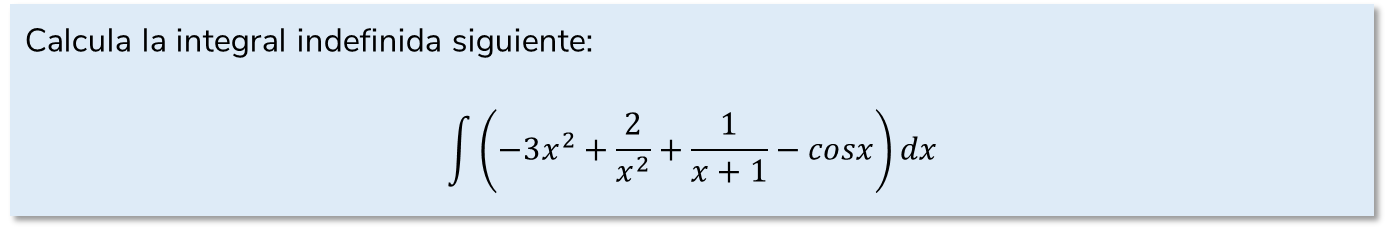 Calcula la integral indefinida siguiente:
∫(−3x² + 2/x² + 1/(x + 1) − cosx) dx